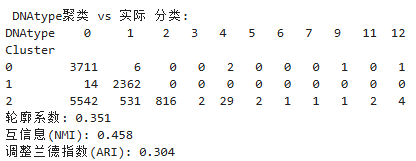 DNAtype聚类 vs 实际 分类:
DNAtype 0 1 2 3 4 5 6 7 9 11 12
Cluster
0 3711 6 0 0 2 0 0 0 1 0 1
1 14 2362 0 0 0 0 0 0 0 0 0
2 5542 531 816 2 29 2 1 1 1 2 4
轮廓系数: 0.351
互信息(NMI): 0.458
调整兰德指数(ARI): 0.304